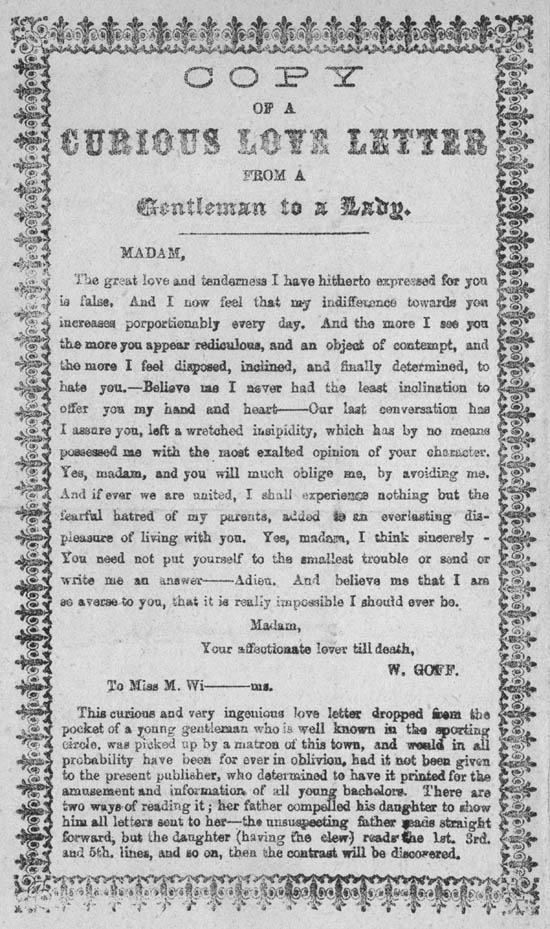 COPY
OF A
CURIOUS LOVE LETTER
FROM A
Gentleman to a Lady.
MADAM,
The great love and tenderness I have hitherto expressed for you
is false. And I now feel that my indifference towards you
increases porportionably every day. And the more I see you
the more you appear rediculous, and an object of contempt, and
the more I feel disposed, inclined, and finally determined, to
hate you.—Believe me I never had the least inclination to
offer you my hand and heart——Our last conversation has
I assure you, left a wretched insipidity, which has by no means
possessed me with the most exalted opinion of your character.
Yes, madam, and you will much oblige me, by avoiding me.
And if ever we are united, I shall experience nothing but the
fearful hatred of my parents, added to an everlasting dis-
pleasure of living with you. Yes, madam, I think sincerely -
You need not put yourself to the smallest trouble or send or
write me an answer——Adieu. And believe me that I am
so averse to you, that it is really impossible I should ever be.
Madam,
Your affectionate lover till death,
W. GOFF.
To Miss M. Wi———ms.
This curious and very ingenious love letter dropped from the
pocket of a young gentleman who is well known in the sporting
circle, was picked up by a matron of this town, and would in all
probability have been for ever in oblivion, had it not been given
to the present publisher, who determined to have it printed for the
amusement and information of all young bachelors. There are
two ways of reading it; her father compelled his daughter to show
him all letters sent to her—the unsuspecting father reads straight
forward, but the daughter (having the clew) reads the 1st. 3rd.
and 5th. lines, and so on, then the contrast will be discovered.